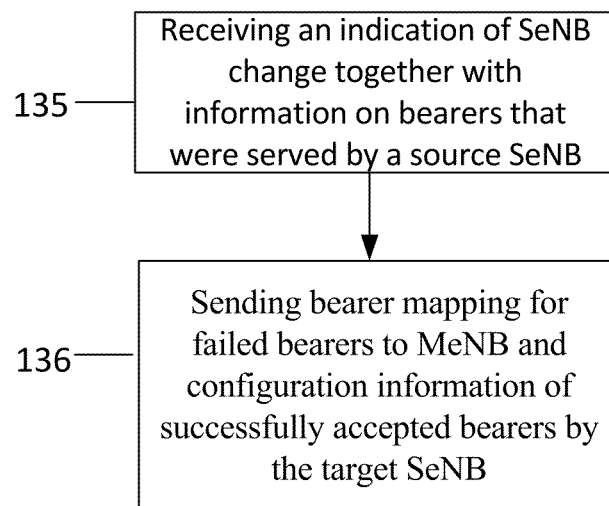 Receiving an indication of SeNB
change together with
135
information on bearers that
were served by a source SeNB
Sending bearer mapping for
failed bearers to MeNB and
136
configuration information of
successfully accepted bearers by
the target SeNB